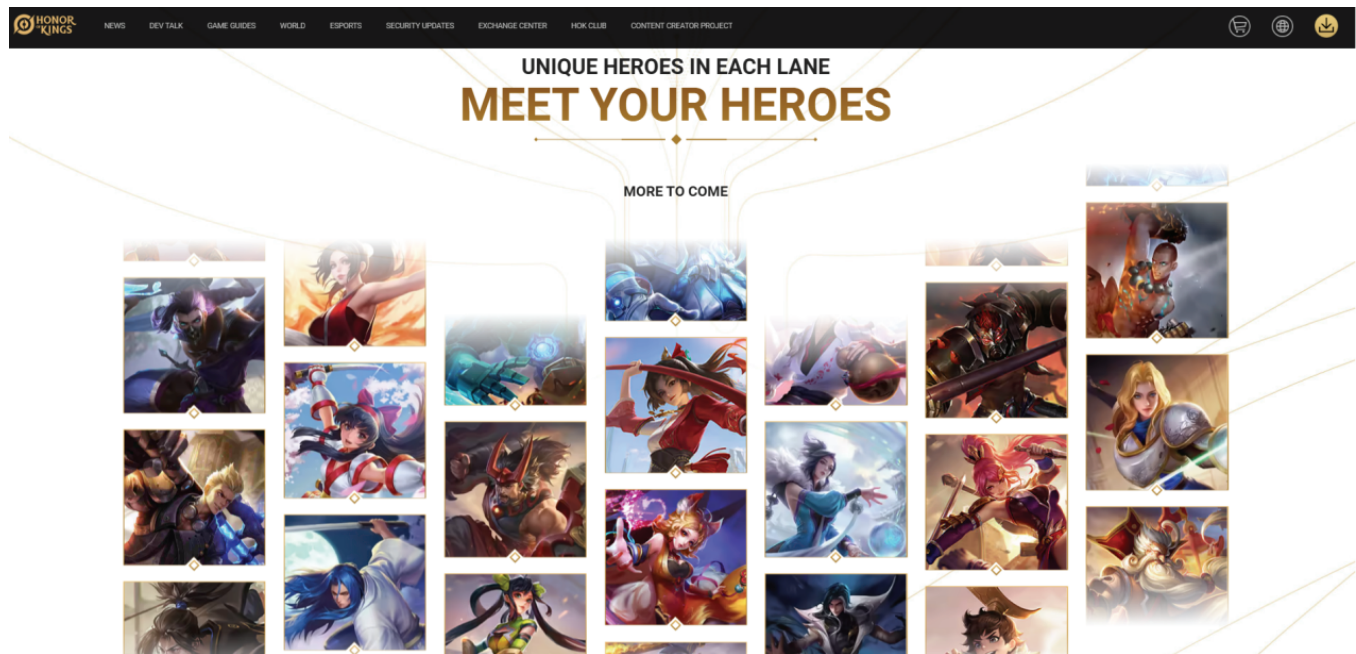 HONOR
OF KINGS
NEWS
DEV TALK
GAME GUIDES
WORLD
ESPORTS
SECURITY UPDATES
EXCHANGE CENTER
HOK CLUB
CONTENT CREATOR PROJECT
UNIQUE HEROES IN EACH LANE
MEET YOUR HEROES
MORE TO COME